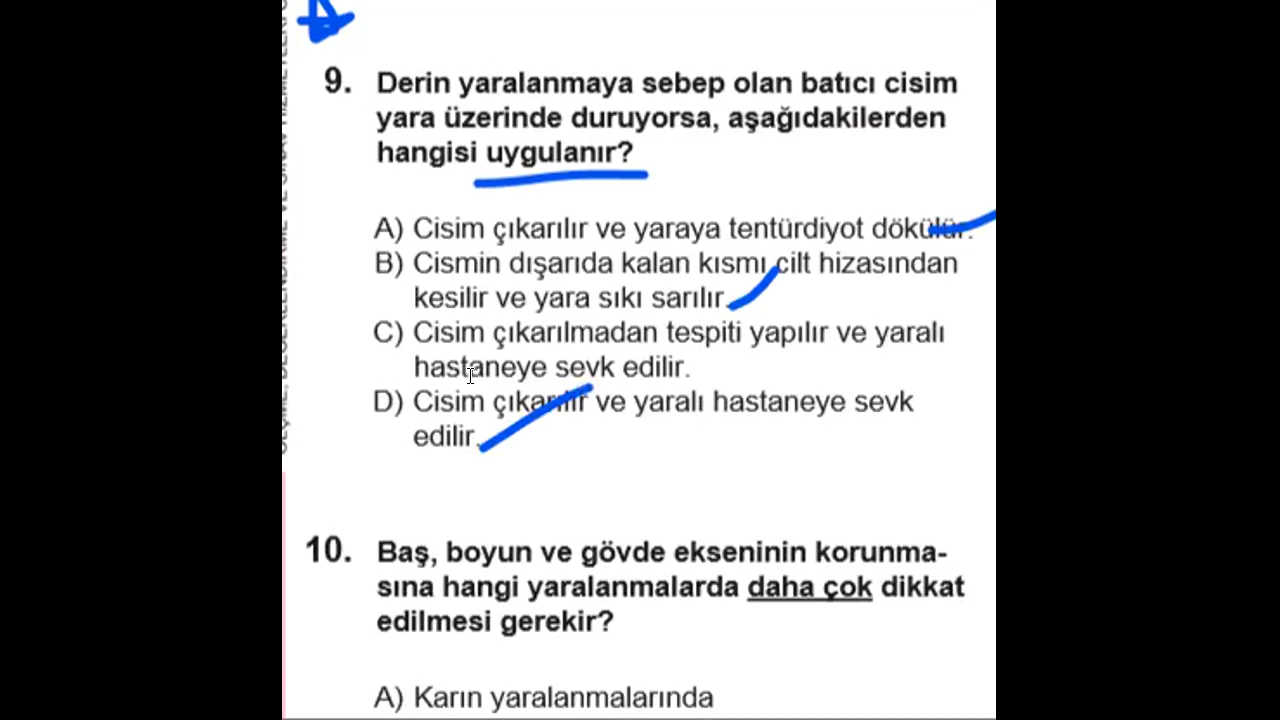 9. Derin yaralanmaya sebep olan batıcı cisim
yara üzerinde duruyorsa, aşağıdakilerden
hangisi uygulanır?
A) Cisim çıkarılır ve yaraya tentürdiyot dökülür.
B) Cismin dışarıda kalan kısmı cilt hizasından
kesilir ve yara sıkı sarılır.
C) Cisim çıkarılmadan tespiti yapılır ve yaralı
hastaneye sevk edilir.
D) Cisim çıkarılır ve yaralı hastaneye sevk
edilir.
10. Baş, boyun ve gövde ekseninin korunma-
sına hangi yaralanmalarda daha çok dikkat
edilmesi gerekir?
A) Karın yaralanmalarında